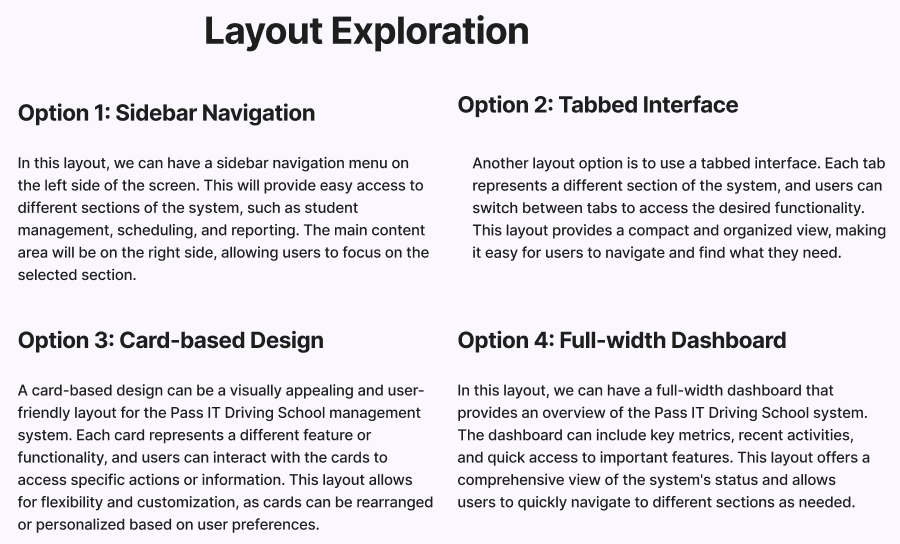 Layout Exploration
Option 1: Sidebar Navigation
In this layout, we can have a sidebar navigation menu on
the left side of the screen. This will provide easy access to
different sections of the system, such as student
management, scheduling, and reporting. The main content
area will be on the right side, allowing users to focus on the
selected section.
Option 2: Tabbed Interface
Another layout option is to use a tabbed interface. Each tab
represents a different section of the system, and users can
switch between tabs to access the desired functionality.
This layout provides a compact and organized view, making
it easy for users to navigate and find what they need.
Option 3: Card-based Design
A card-based design can be a visually appealing and user-
friendly layout for the Pass IT Driving School management
system. Each card represents a different feature or
functionality, and users can interact with the cards to
access specific actions or information. This layout allows
for flexibility and customization, as cards can be rearranged
or personalized based on user preferences.
Option 4: Full-width Dashboard
In this layout, we can have a full-width dashboard that
provides an overview of the Pass IT Driving School system.
The dashboard can include key metrics, recent activities,
and quick access to important features. This layout offers a
comprehensive view of the system's status and allows
users to quickly navigate to different sections as needed.